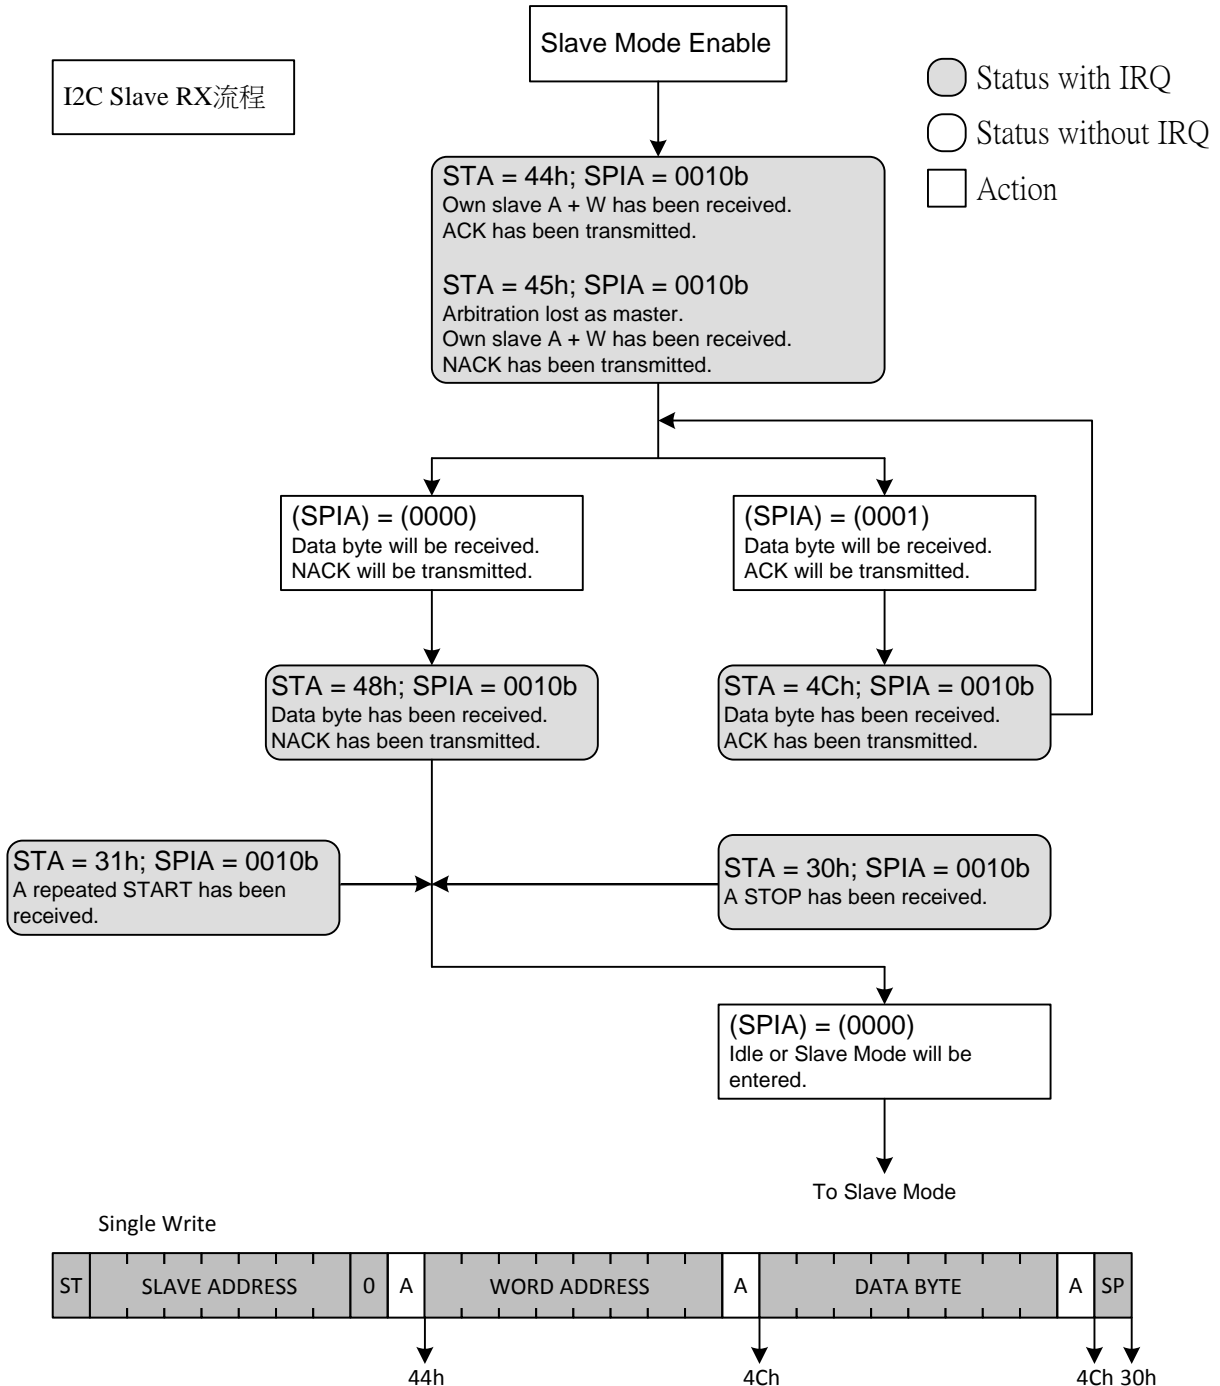 Slave Mode Enable
I2C Slave RX流程
Status with IRQ
Status without IRQ
Action
STA = 44h; SPIA = 0010b
Own slave A + W has been received.
ACK has been transmitted.
STA = 45h; SPIA = 0010b
Arbitration lost as master.
Own slave A + W has been received.
NACK has been transmitted.
(SPIA) = (0000)
Data byte will be received.
NACK will be transmitted.
(SPIA) = (0001)
Data byte will be received.
ACK will be transmitted.
STA = 48h; SPIA = 0010b
Data byte has been received.
NACK has been transmitted.
STA = 4Ch; SPIA = 0010b
Data byte has been received.
ACK has been transmitted.
STA = 31h; SPIA = 0010b
A repeated START has been
received.
STA = 30h; SPIA = 0010b
A STOP has been received.
(SPIA) = (0000)
Idle or Slave Mode will be
entered.
To Slave Mode
Single Write
ST SLAVE ADDRESS 0 A WORD ADDRESS A DATA BYTE A SP
44h 4Ch 4Ch 30h